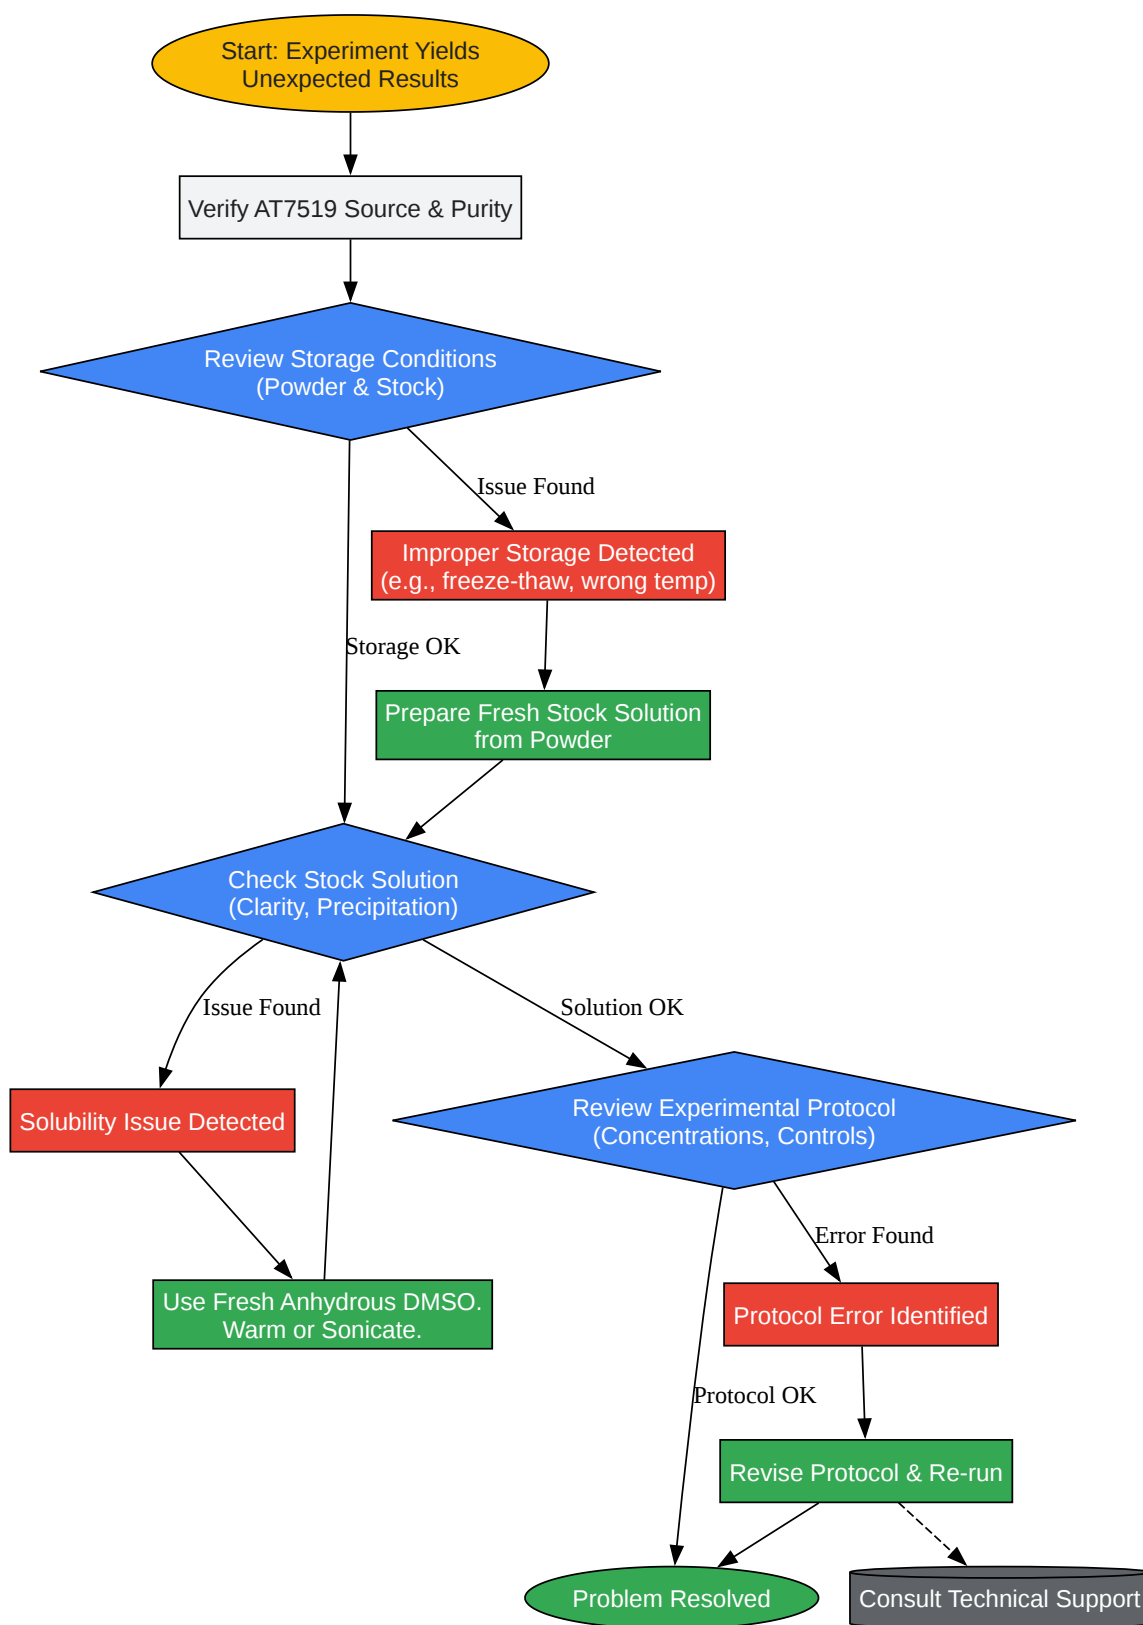 Start: Experiment Yields
Unexpected Results
Verify AT7519 Source & Purity
Review Storage Conditions
(Powder & Stock)
Issue Found
Improper Storage Detected
(e.g., freeze-thaw, wrong temp)
Storage OK
Prepare Fresh Stock Solution
from Powder
Check Stock Solution
(Clarity, Precipitation)
Issue Found
Solution OK
Solubility Issue Detected
Review Experimental Protocol
(Concentrations, Controls)
Error Found
Use Fresh Anhydrous DMSO.
Warm or Sonicate.
Protocol Error Identified
Protocol OK
Revise Protocol & Re-run
Problem Resolved
Consult Technical Support